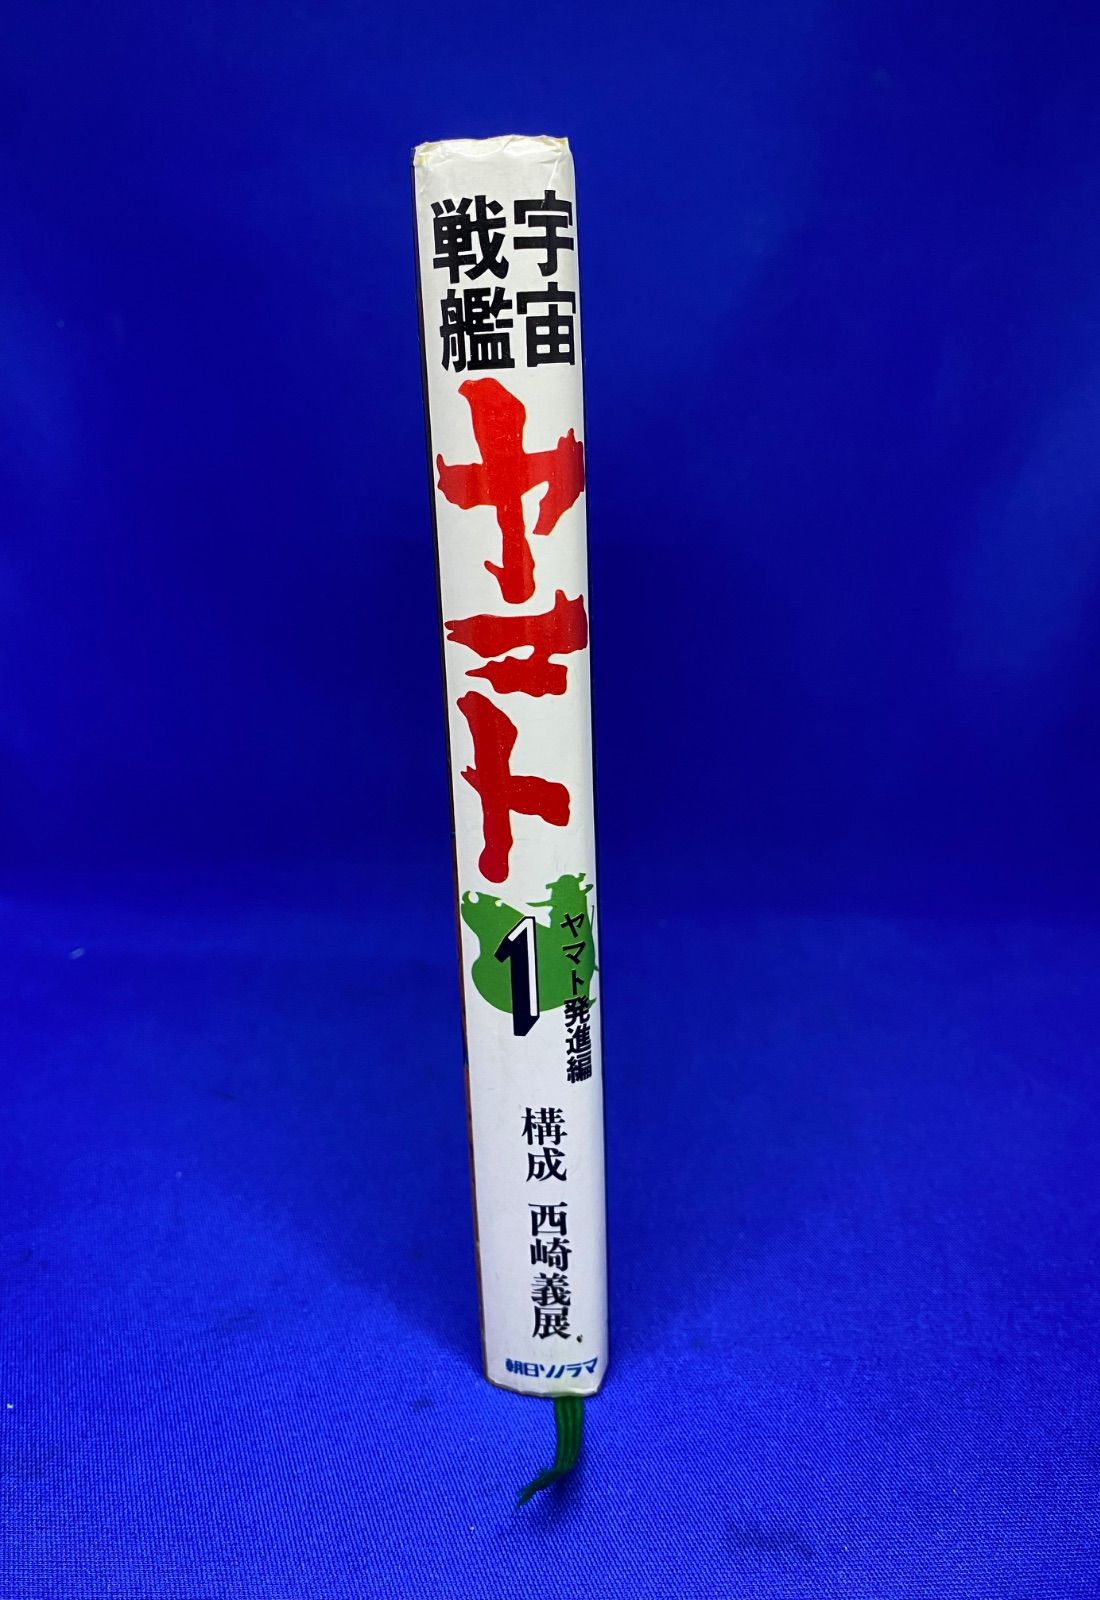 宇宙
戦艦
ヤマト
1
ヤマト発進編
構成 西崎義展
朝日ソノラマ